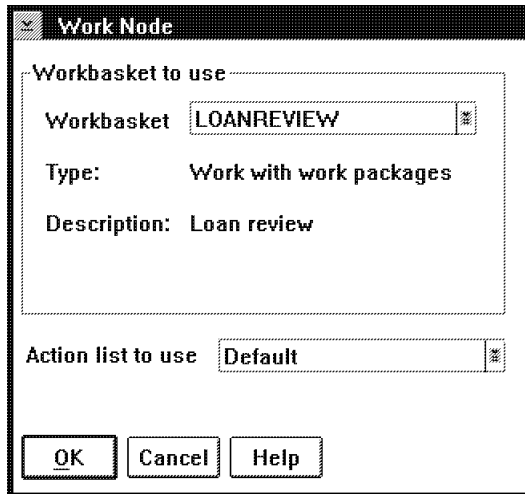 Work Node
Workbasket to use
Workbasket LOANREVIEW
Type: Work with work packages
Description: Loan review
Action list to use Default
OK Cancel Help